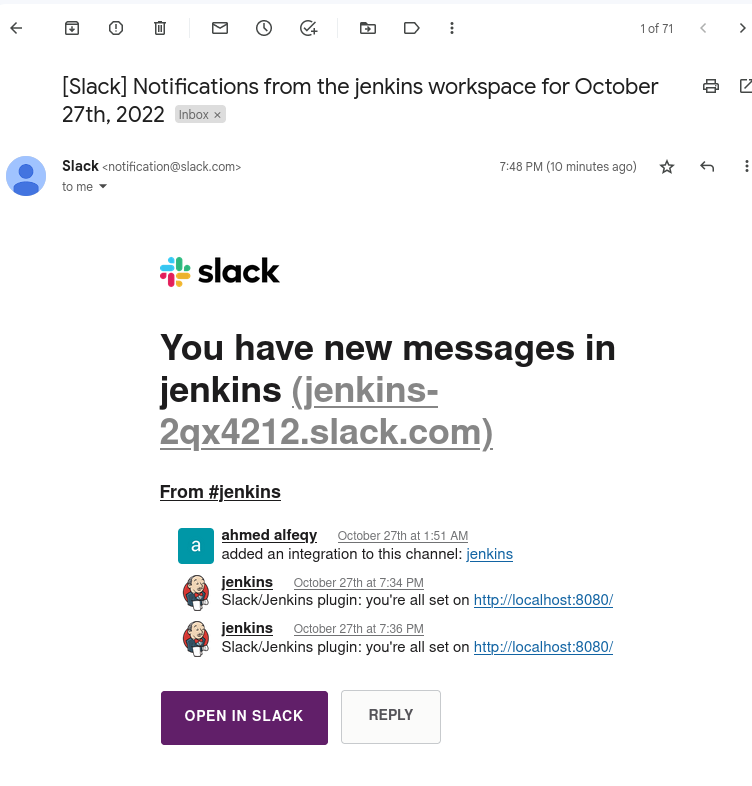 1 of 71
[Slack] Notifications from the jenkins workspace for October
27th, 2022 Inbox ×
Slack <notification@slack.com> 7:48 PM (10 minutes ago)
to me
slack
You have new messages in
jenkins (jenkins-
2qx4212.slack.com)
From #jenkins
a
ahmed alfeqy October 27th at 1:51 AM
added an integration to this channel: jenkins
jenkins October 27th at 7:34 PM
Slack/Jenkins plugin: you're all set on http://localhost:8080/
jenkins October 27th at 7:36 PM
Slack/Jenkins plugin: you're all set on http://localhost:8080/
OPEN IN SLACK REPLY